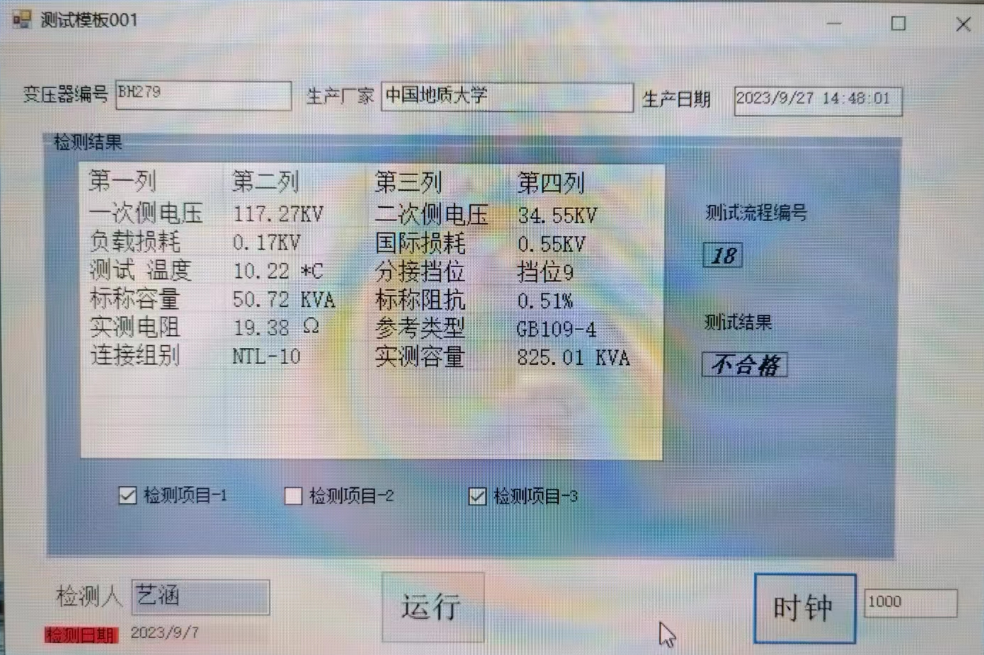 测试模板001
变压器编号 BH279 生产厂家 中国地质大学 生产日期 2023/9/27 14:48:01
检测结果
第一列 第二列 第三列 第四列
一次侧电压 117.27KV 二次侧电压 34.55KV
负载损耗 0.17KV 国际损耗 0.55KV
测试 温度 10.22 *C 分接挡位 挡位9
标称容量 50.72 KVA 标称阻抗 0.51%
实测电阻 19.38 Ω 参考类型 GB109-4
连接组别 NTL-10 实测容量 825.01 KVA
测试流程编号
18
测试结果
不合格
检测项目-1 检测项目-2 检测项目-3
检测人 艺涵 运行 时钟 1000
检测日期 2023/9/7